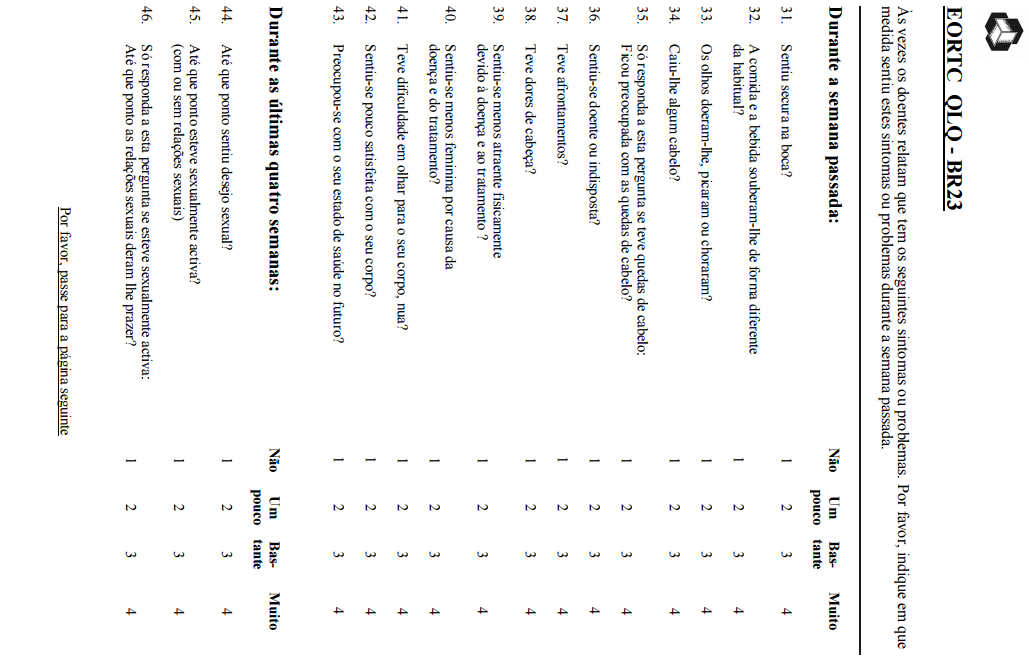 EORTC QLQ - BR23
Às vezes os doentes relatam que tem os seguintes sintomas ou problemas. Por favor, indique em que
medida sentiu estes sintomas ou problemas durante a semana passada.
Durante a semana passada: Não Um Bas- Muito
pouco tante
31. Sentiu secura na boca? 1 2 3 4
32. A comida e a bebida souberam-lhe de forma diferente
da habitual? 1 2 3 4
33. Os olhos doeram-lhe, picaram ou choraram? 1 2 3 4
34. Caiu-lhe algum cabelo? 1 2 3 4
35. Só responda a esta pergunta se teve quedas de cabelo:
Ficou preocupada com as quedas de cabelo? 1 2 3 4
36. Sentiu-se doente ou indisposta? 1 2 3 4
37. Teve afrontamentos? 1 2 3 4
38. Teve dores de cabeça? 1 2 3 4
39. Sentiu-se menos atraente fisicamente
devido à doença e ao tratamento ? 1 2 3 4
40. Sentiu-se menos feminina por causa da
doença e do tratamento? 1 2 3 4
41. Teve dificuldade em olhar para o seu corpo, nua? 1 2 3 4
42. Sentiu-se pouco satisfeita com o seu corpo? 1 2 3 4
43. Preocupou-se com o seu estado de saúde no futuro? 1 2 3 4
Durante as últimas quatro semanas: Não Um Bas- Muito
pouco tante
44. Até que ponto sentiu desejo sexual? 1 2 3 4
45. Até que ponto esteve sexualmente activa?
(com ou sem relações sexuais) 1 2 3 4
46. Só responda a esta pergunta se esteve sexualmente activa:
Até que ponto as relações sexuais deram lhe prazer? 1 2 3 4
Por favor, passe para a página seguinte